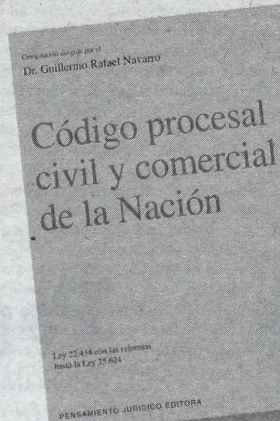 Compilación dirigida por el
Dr. Guillermo Rafael Navarro
Código procesal
civil y comercial
de la Nación
Ley 22.434 con las reformas
hasta la Ley 25.624
PENSAMIENTO JURIDICO EDITORA